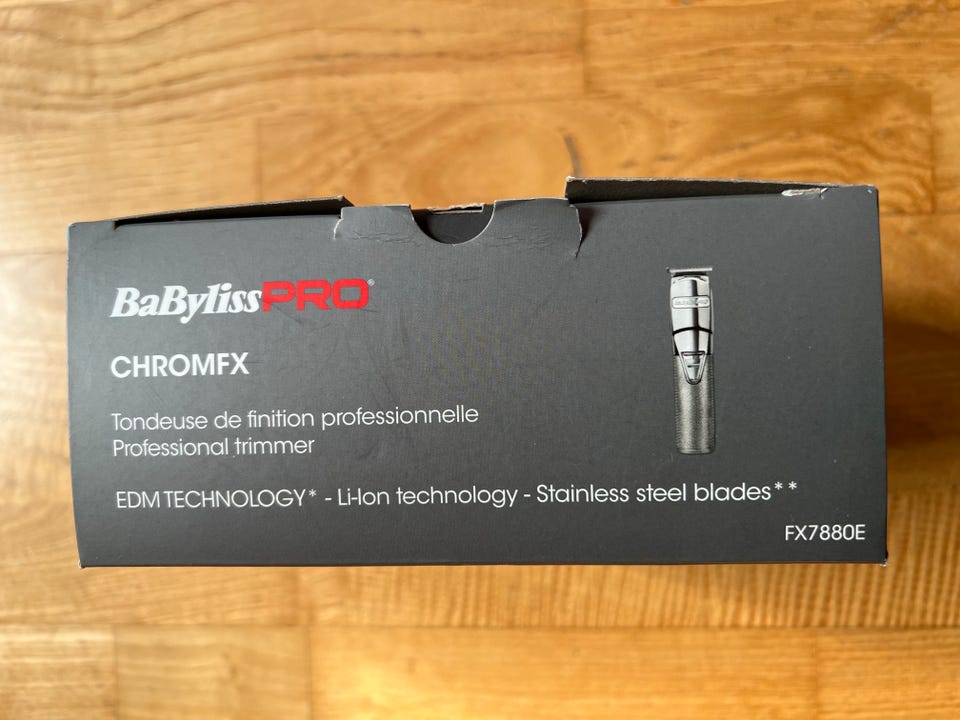 BaBylissPRO®
CHROMFX
Tondeuse de finition professionnelle
Professional trimmer
EDM TECHNOLOGY* - Li-Ion technology - Stainless steel blades**
FX7880E